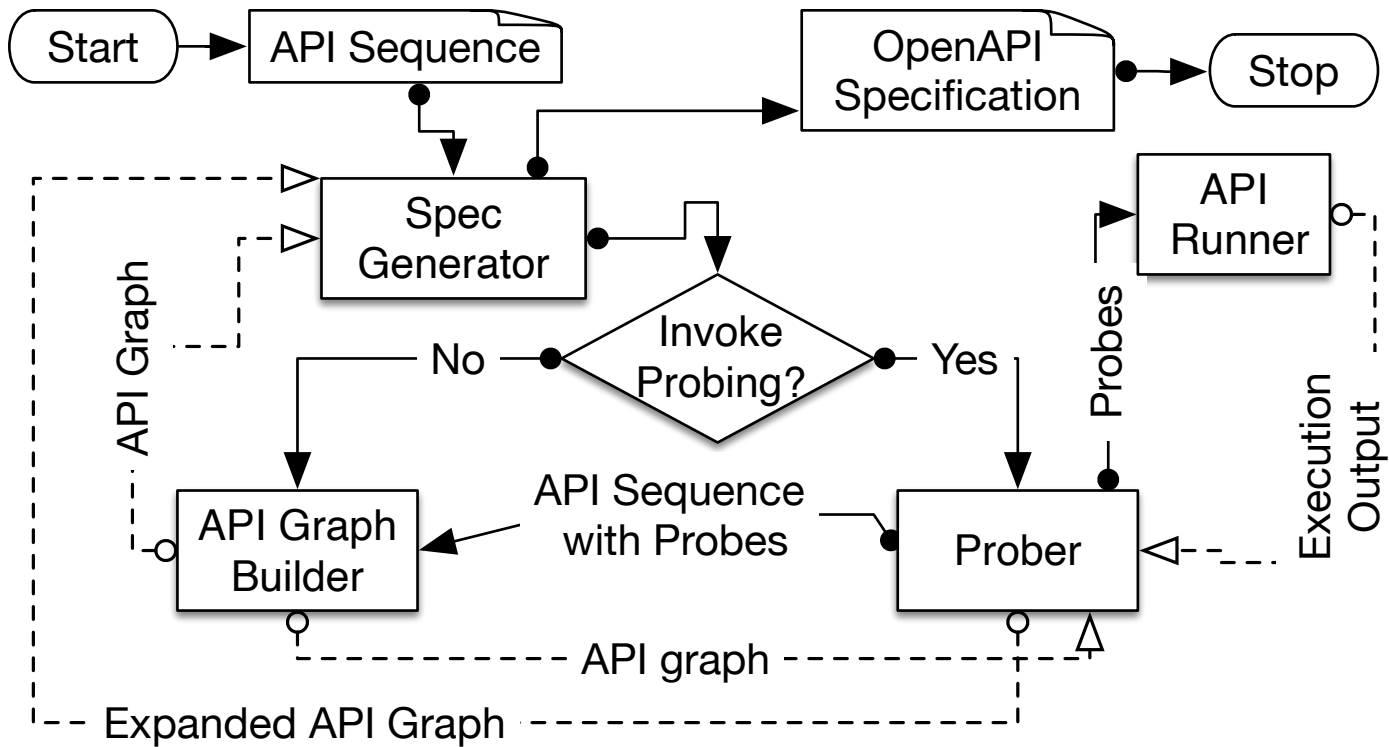 Start
API Sequence
OpenAPI
Specification
Stop
Spec
Generator
API
Runner
API Graph
Invoke
Probing?
No
Yes
Probes
Execution
Output
API Graph
Builder
API Sequence
with Probes
Prober
API graph
Expanded API Graph